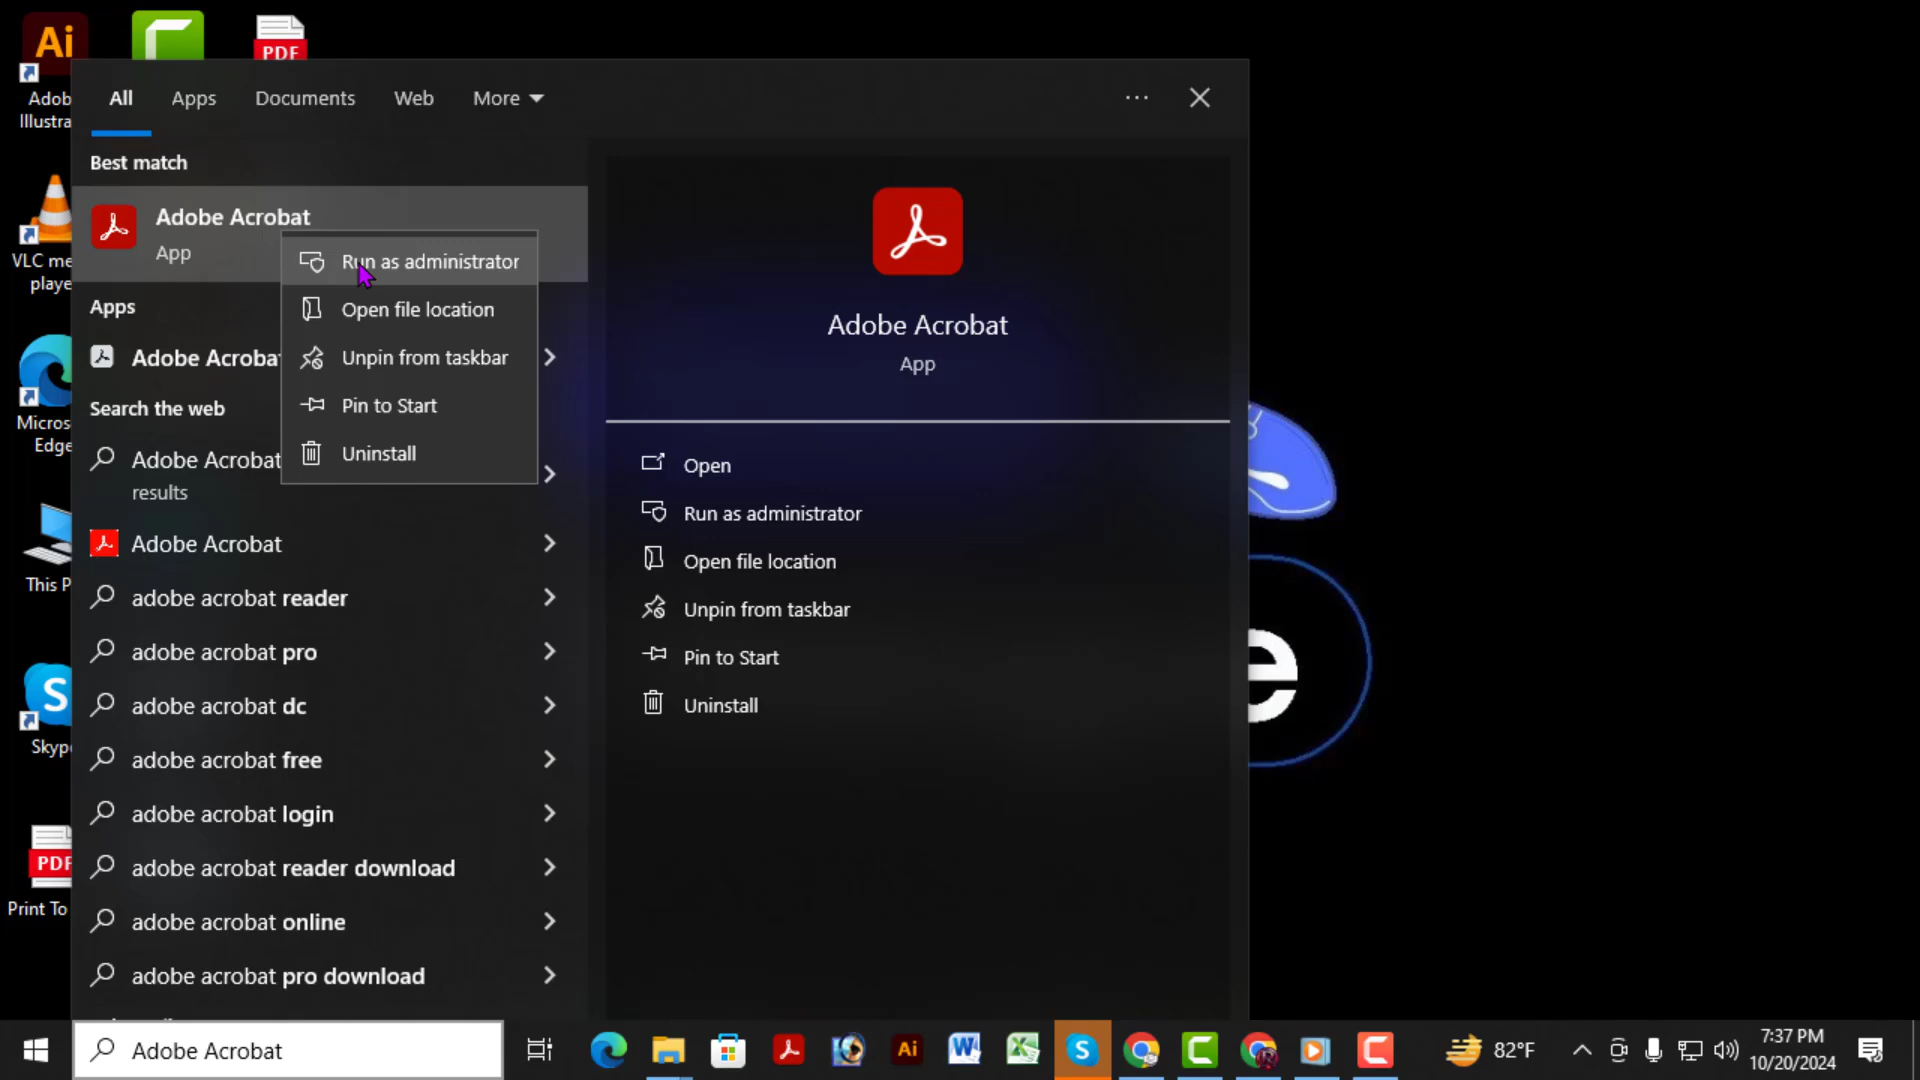 Ai
PDF
Adob
Illustra
VLC me
playe
Micros
Edge
This P
S
Skype
PDF
Print To
All Apps Documents Web More
Best match
Adobe Acrobat
App
Apps
Adobe Acroba
Search the web
Adobe Acrobat
results
Adobe Acrobat
adobe acrobat reader
adobe acrobat pro
adobe acrobat dc
adobe acrobat free
adobe acrobat login
adobe acrobat reader download
adobe acrobat online
adobe acrobat pro download
Run as administrator
Open file location
Unpin from taskbar
Pin to Start
Uninstall
Adobe Acrobat
App
Open
Run as administrator
Open file location
Unpin from taskbar
Pin to Start
Uninstall
e
Adobe Acrobat
Ai
W
X
S
82°F
7:37 PM
10/20/2024